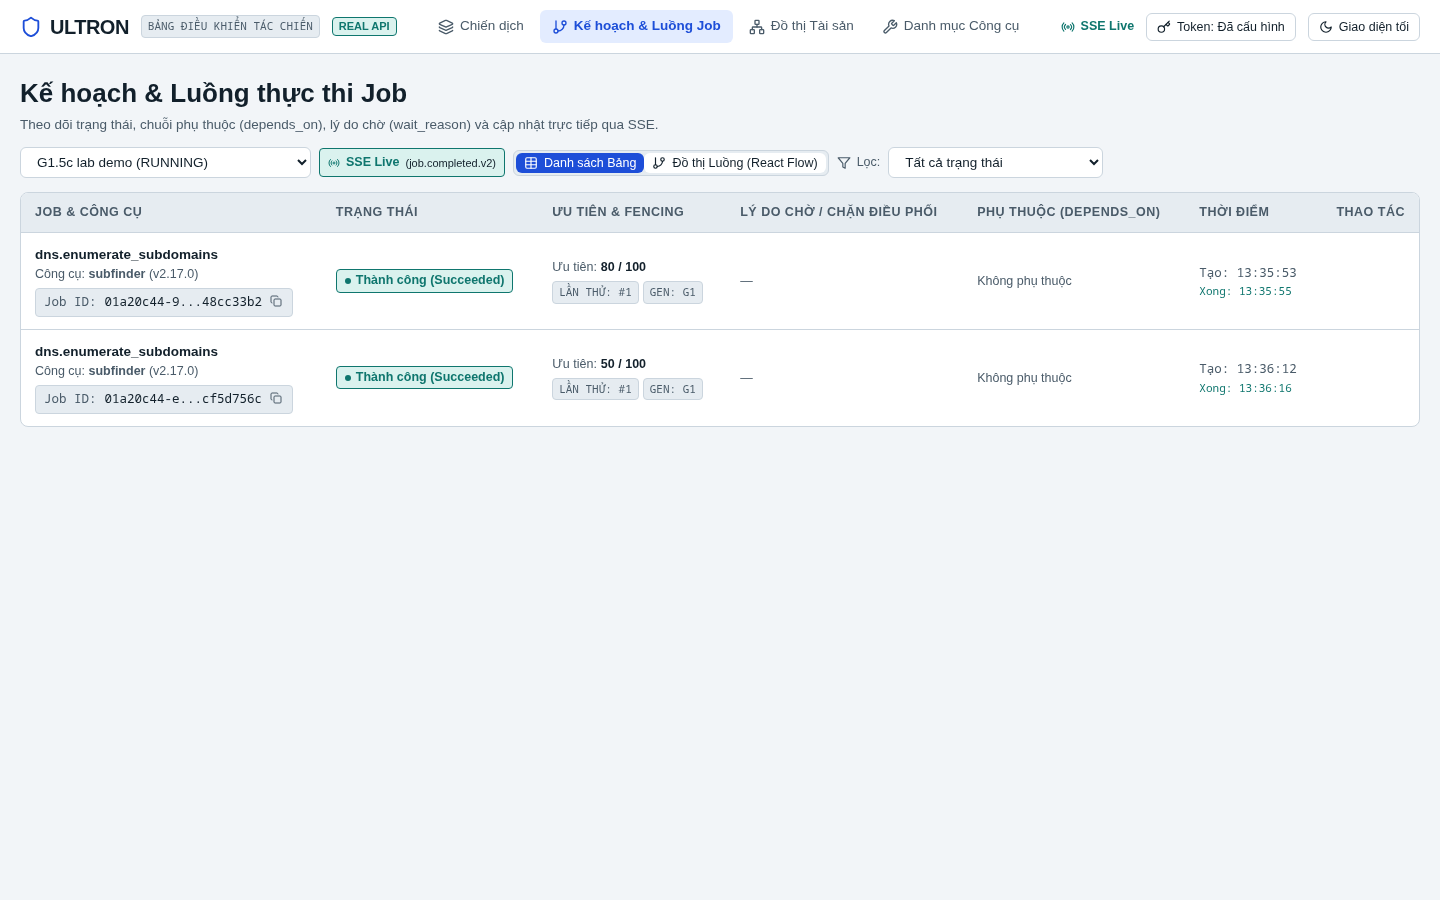 ULTRON BẢNG ĐIỀU KHIỂN TÁC CHIẾN REAL API Chiến dịch Kế hoạch & Luồng Job Đồ thị Tài sản Danh mục Công cụ SSE Live Token: Đã cấu hình Giao diện tối
Kế hoạch & Luồng thực thi Job
Theo dõi trạng thái, chuỗi phụ thuộc (depends_on), lý do chờ (wait_reason) và cập nhật trực tiếp qua SSE.
G1.5c lab demo (RUNNING) SSE Live (job.completed.v2) Danh sách Bảng Đồ thị Luồng (React Flow) Lọc: Tất cả trạng thái
JOB & CÔNG CỤ TRẠNG THÁI ƯU TIÊN & FENCING LÝ DO CHỜ / CHẶN ĐIỀU PHỐI PHỤ THUỘC (DEPENDS_ON) THỜI ĐIỂM THAO TÁC
dns.enumerate_subdomains
Công cụ: subfinder (v2.17.0)
Job ID: 01a20c44-9...48cc33b2
Thành công (Succeeded)
Ưu tiên: 80 / 100
LẦN THỬ: #1 GEN: G1
—
Không phụ thuộc
Tạo: 13:35:53
Xong: 13:35:55
dns.enumerate_subdomains
Công cụ: subfinder (v2.17.0)
Job ID: 01a20c44-e...cf5d756c
Thành công (Succeeded)
Ưu tiên: 50 / 100
LẦN THỬ: #1 GEN: G1
—
Không phụ thuộc
Tạo: 13:36:12
Xong: 13:36:16